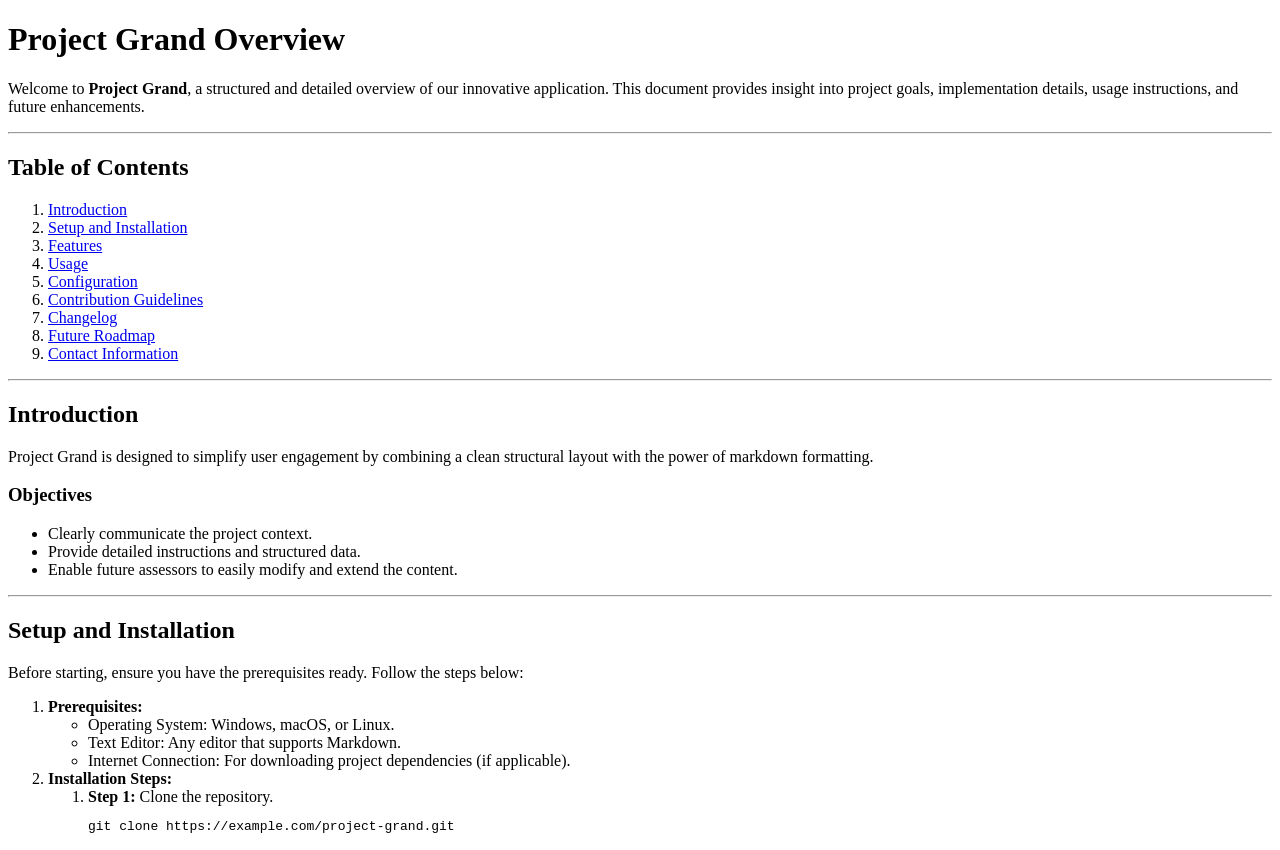 Project Grand Overview
Welcome to Project Grand, a structured and detailed overview of our innovative application. This document provides insight into project goals, implementation details, usage instructions, and
future enhancements.
Table of Contents
1. Introduction
2. Setup and Installation
3. Features
4. Usage
5. Configuration
6. Contribution Guidelines
7. Changelog
8. Future Roadmap
9. Contact Information
Introduction
Project Grand is designed to simplify user engagement by combining a clean structural layout with the power of markdown formatting.
Objectives
• Clearly communicate the project context.
• Provide detailed instructions and structured data.
• Enable future assessors to easily modify and extend the content.
Setup and Installation
Before starting, ensure you have the prerequisites ready. Follow the steps below:
1. Prerequisites:
◦ Operating System: Windows, macOS, or Linux.
◦ Text Editor: Any editor that supports Markdown.
◦ Internet Connection: For downloading project dependencies (if applicable).
2. Installation Steps:
1. Step 1: Clone the repository.
git clone https://example.com/project-grand.git